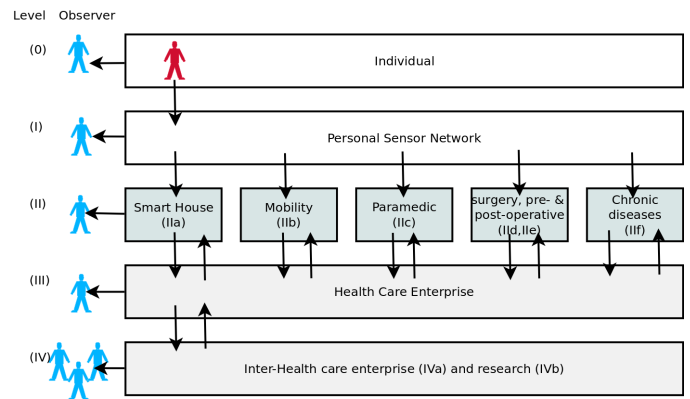 Level Observer
(0)
Individual
(I)
Personal Sensor Network
(II)
Smart House
(IIa)
Mobility
(IIb)
Paramedic
(IIc)
surgery, pre- &
post-operative
(IId,IIe)
Chronic
diseases
(IIf)
(III)
Health Care Enterprise
(IV)
Inter-Health care enterprise (IVa) and research (IVb)